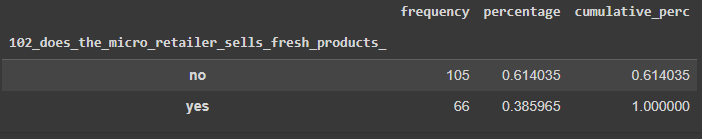 frequency percentage cumulative_perc
102_does_the_micro_retailer_sells_fresh_products_
no 105 0.614035 0.614035
yes 66 0.385965 1.000000